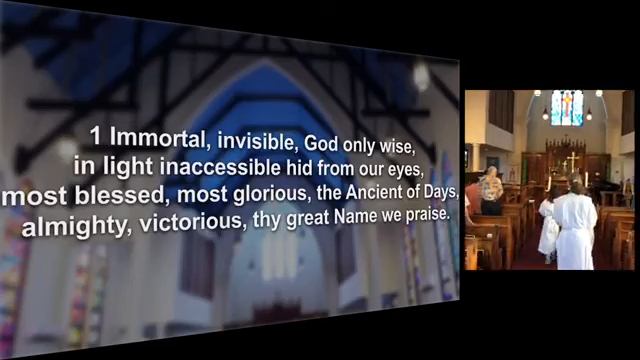 1 Immortal, invisible, God only wise,
in light inaccessible hid from our eyes,
most blessed, most glorious, the Ancient of Days,
almighty, victorious, thy great Name we praise.